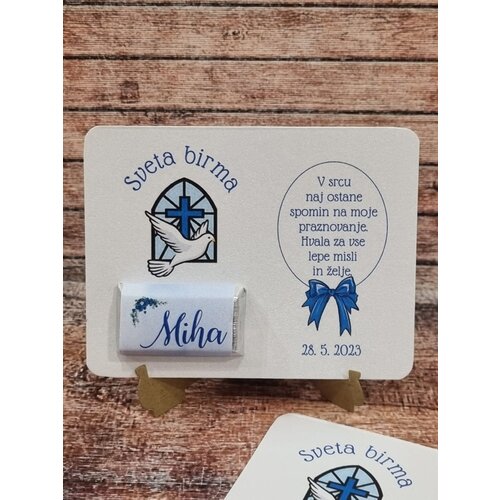 Sveta birma
Miha
V srcu
naj ostane
spomin na moje
praznovanje.
Hvala za vse
lepe misli
in želje.
28. 5. 2023
Sveta birma